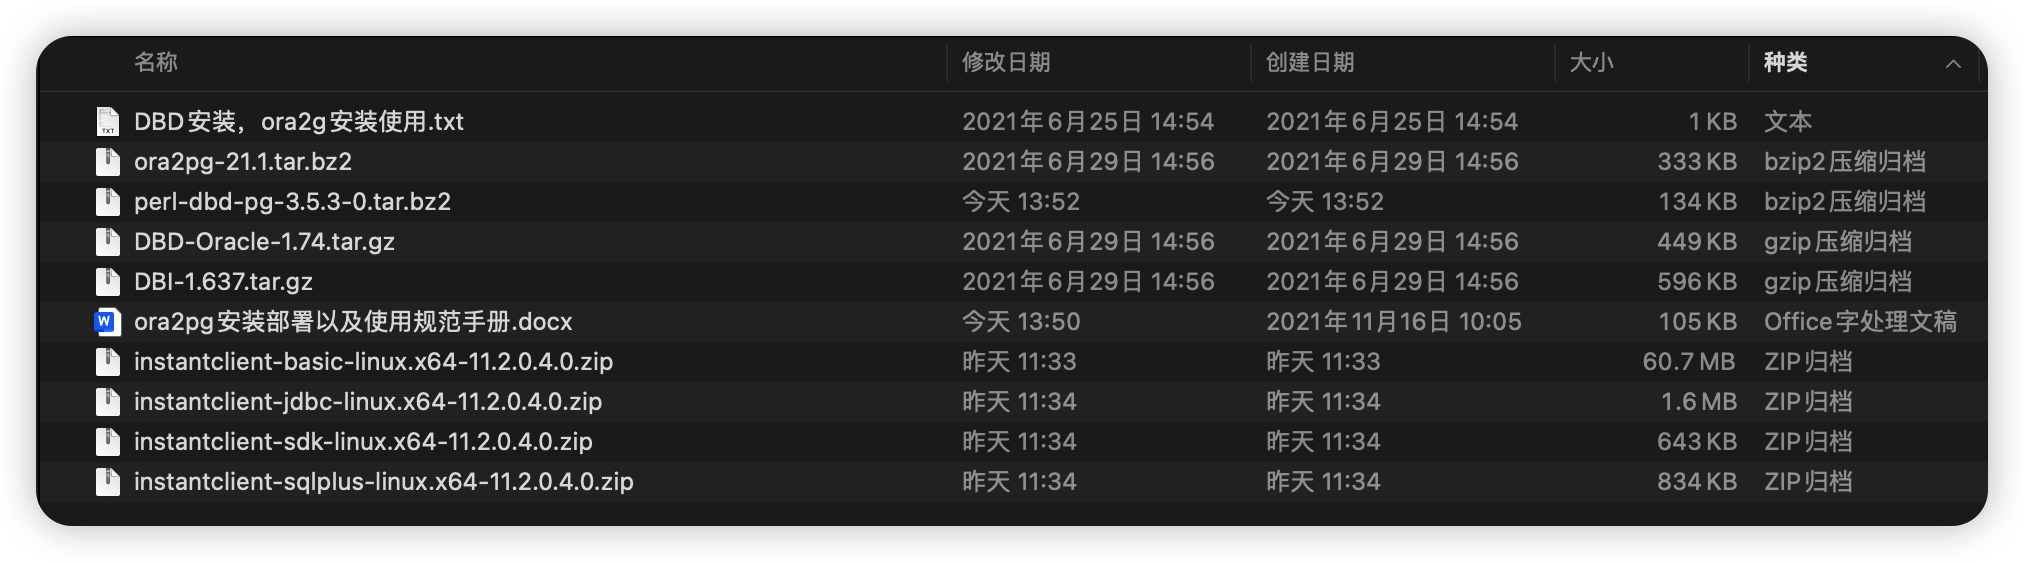 名称 修改日期 创建日期 大小 种类
DBD安装，ora2g安装使用.txt 2021年6月25日 14:54 2021年6月25日 14:54 1 KB 文本
ora2pg-21.1.tar.bz2 2021年6月29日 14:56 2021年6月29日 14:56 333 KB bzip2压缩归档
perl-dbd-pg-3.5.3-0.tar.bz2 今天 13:52 今天 13:52 134 KB bzip2压缩归档
DBD-Oracle-1.74.tar.gz 2021年6月29日 14:56 2021年6月29日 14:56 449 KB gzip压缩归档
DBI-1.637.tar.gz 2021年6月29日 14:56 2021年6月29日 14:56 596 KB gzip压缩归档
ora2pg安装部署以及使用规范手册.docx 今天 13:50 2021年11月16日 10:05 105 KB Office字处理文稿
instantclient-basic-linux.x64-11.2.0.4.0.zip 昨天 11:33 昨天 11:33 60.7 MB ZIP归档
instantclient-jdbc-linux.x64-11.2.0.4.0.zip 昨天 11:34 昨天 11:34 1.6 MB ZIP归档
instantclient-sdk-linux.x64-11.2.0.4.0.zip 昨天 11:34 昨天 11:34 643 KB ZIP归档
instantclient-sqlplus-linux.x64-11.2.0.4.0.zip 昨天 11:34 昨天 11:34 834 KB ZIP归档